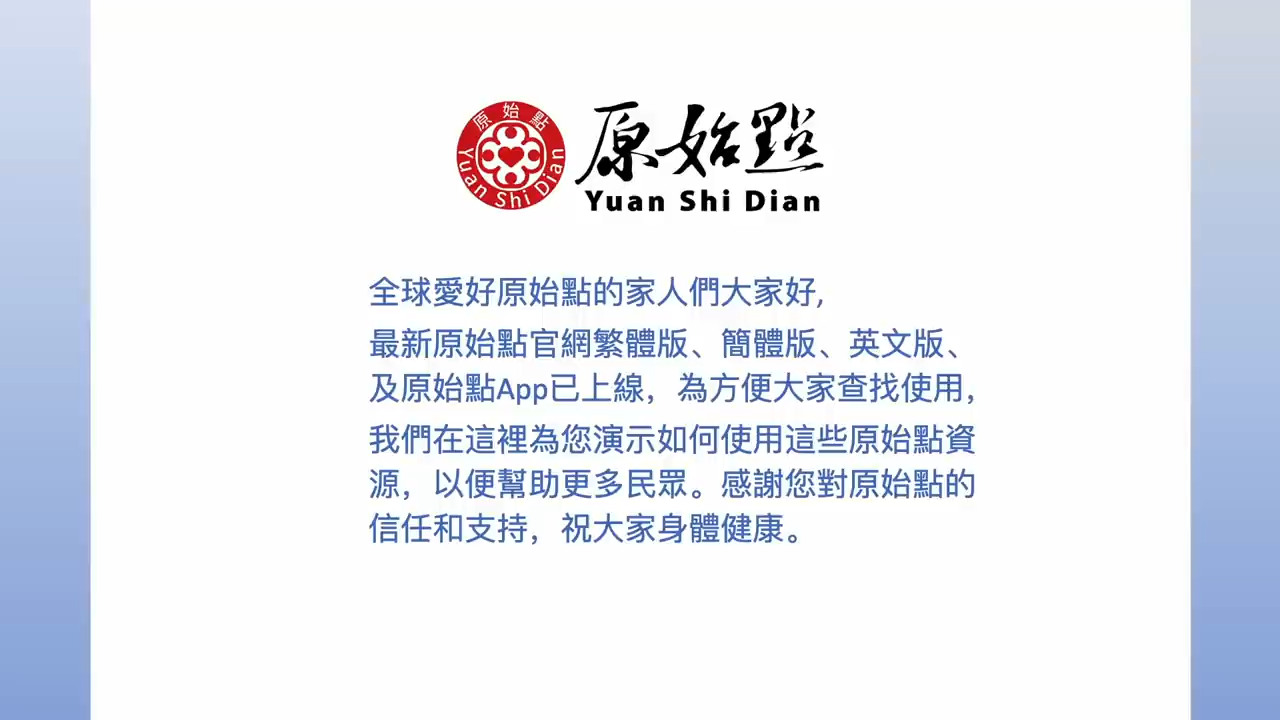 原始點
Yuan Shi Dian
原始點
Yuan Shi Dian
全球愛好原始點的家人們大家好,
最新原始點官網繁體版、簡體版、英文版、
及原始點App已上線，為方便大家查找使用,
我們在這裡為您演示如何使用這些原始點資
源，以便幫助更多民眾。感謝您對原始點的
信任和支持，祝大家身體健康。